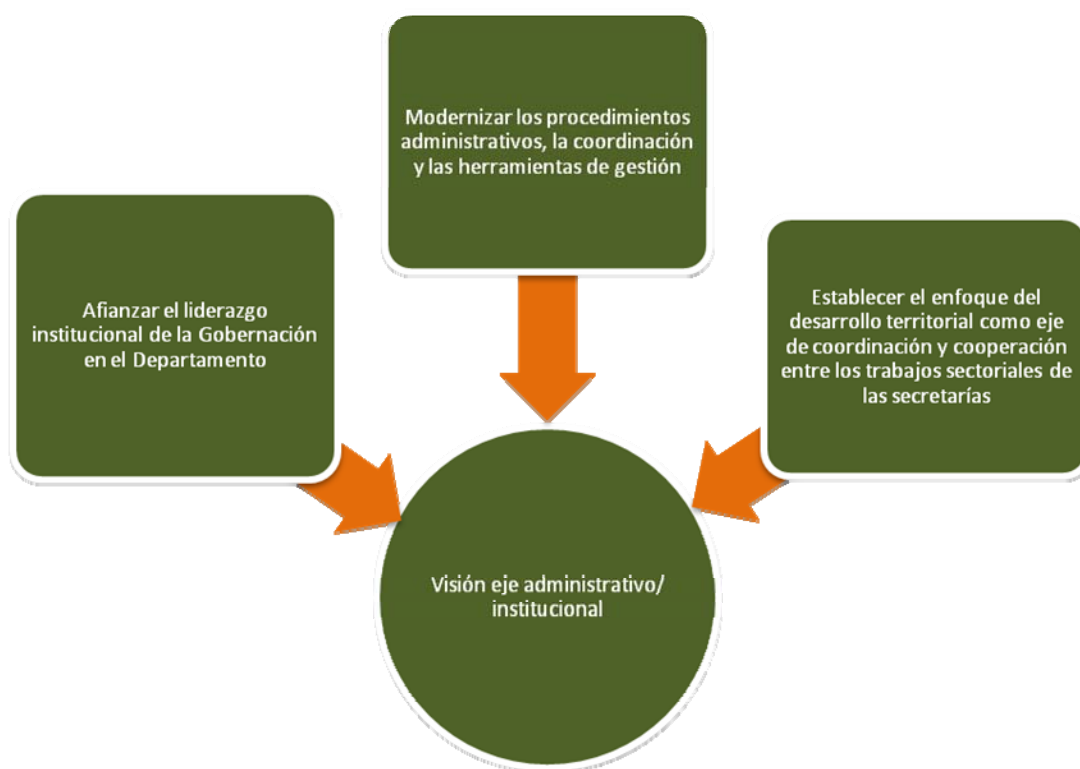 Modernizar los procedimientos
administrativos, la coordinación
y las herramientas de gestión
Afianzar el liderazgo
institucional de la Gobernación
en el Departamento
Establecer el enfoque del
desarrollo territorial como eje
de coordinación y cooperación
entre los trabajos sectoriales de
las secretarías
Visión eje administrativo/
institucional